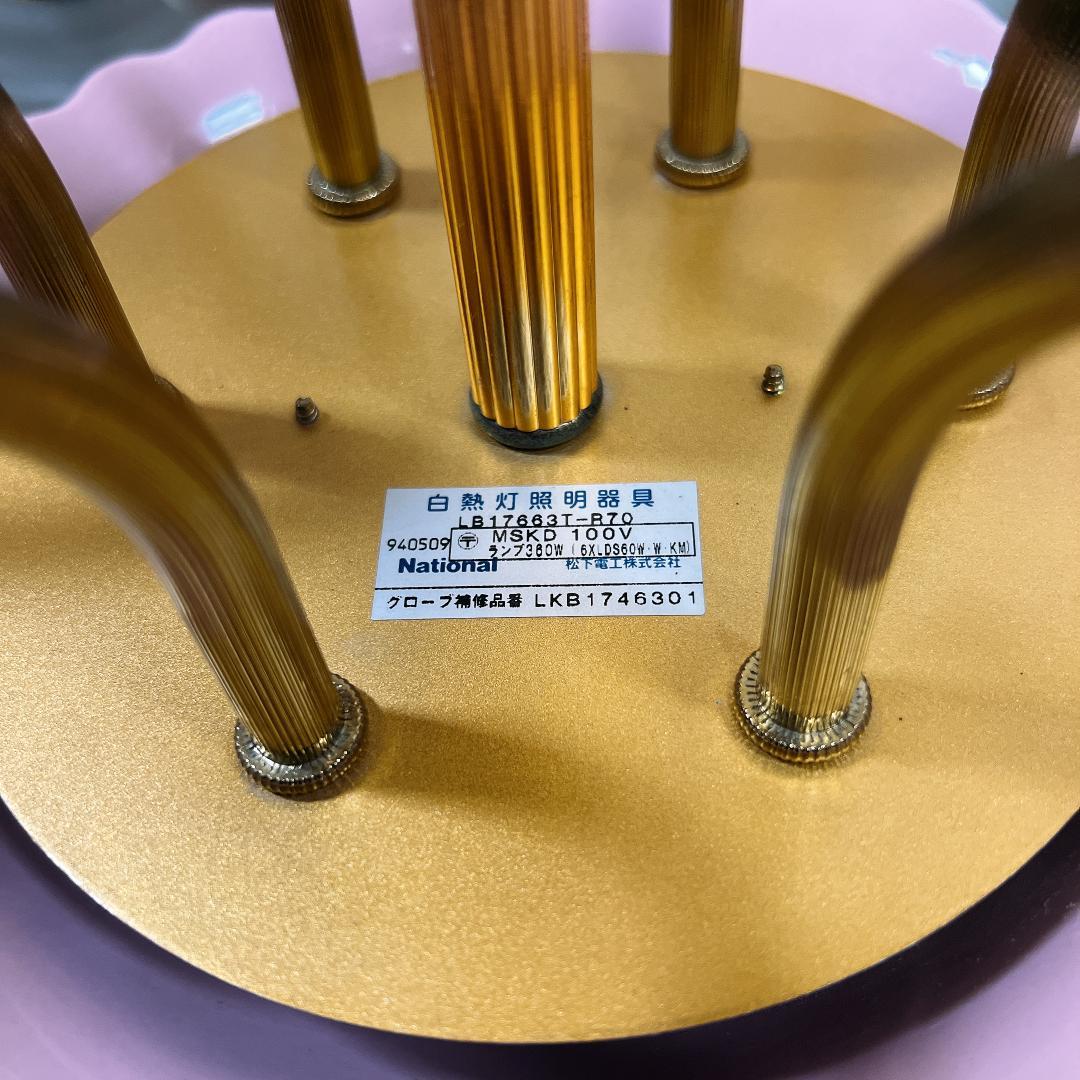 白熱灯照明器具
LB17663T-R70
940509 〒 MSKD 100V
ランプ360W (6XLDS60W·W·KM)
National 松下電工株式会社
グローブ補修品番 LKB1746301